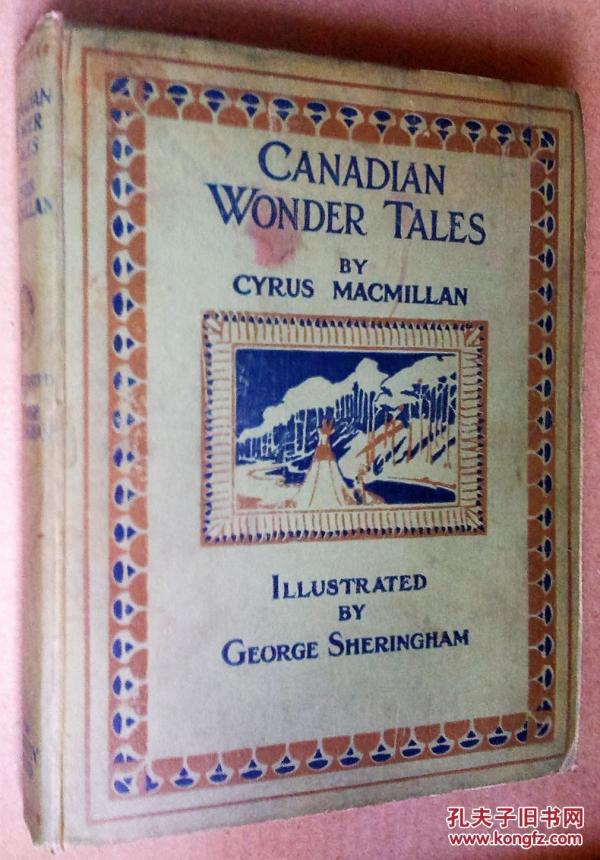 CANADIAN
WONDER TALES
BY
CYRUS MACMILLAN
ILLUSTRATED
BY
GEORGE SHERINGHAM
孔夫子旧书网
www.kongfz.com